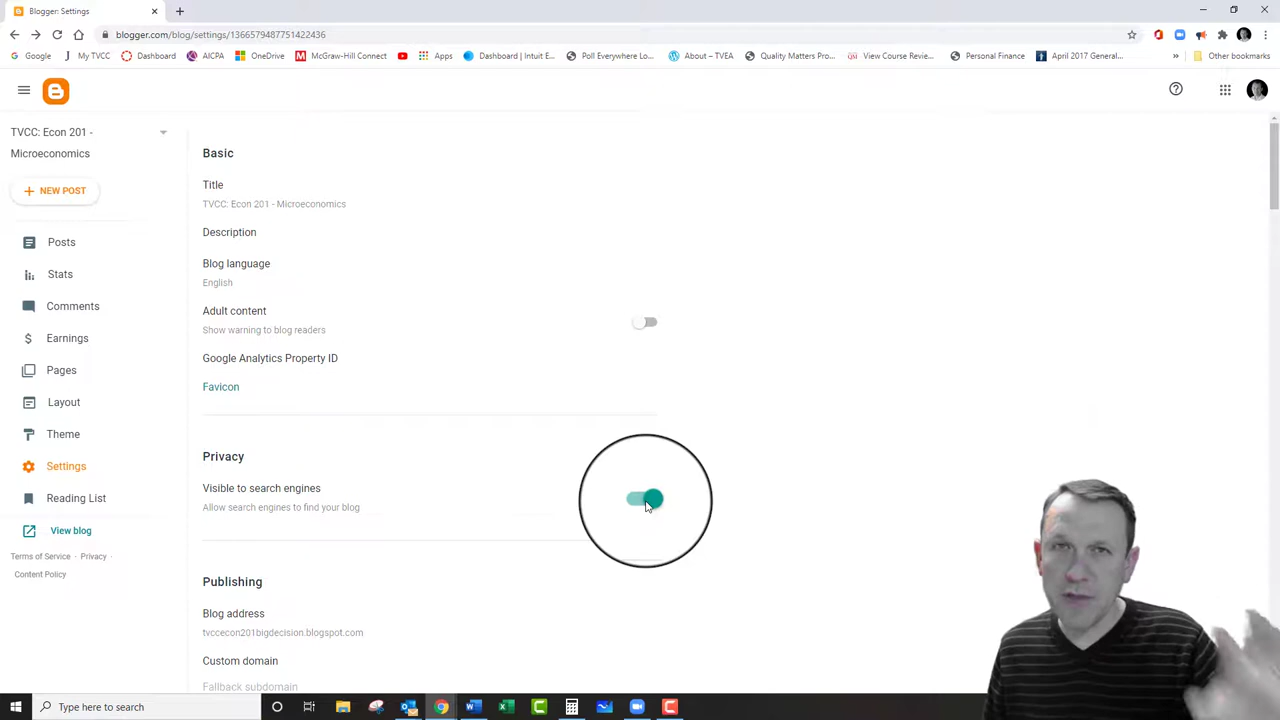 Blogger: Settings
blogger.com/blog/settings/1366579487751422436
Google
My TVCC
Dashboard
AICPA
OneDrive
McGraw-Hill Connect
Apps
Dashboard | Intuit E...
Poll Everywhere Lo...
About – TVEA
Quality Matters Pro...
View Course Revie...
Personal Finance
April 2017 General...
Other bookmarks
TVCC: Econ 201 -
Microeconomics
+ NEW POST
Posts
Stats
Comments
Earnings
Pages
Layout
Theme
Settings
Reading List
View blog
Terms of Service · Privacy ·
Content Policy
Basic
Title
TVCC: Econ 201 - Microeconomics
Description
Blog language
English
Adult content
Show warning to blog readers
Google Analytics Property ID
Favicon
Privacy
Visible to search engines
Allow search engines to find your blog
Publishing
Blog address
tvccecon201bigdecision.blogspot.com
Custom domain
Fallback subdomain
Type here to search